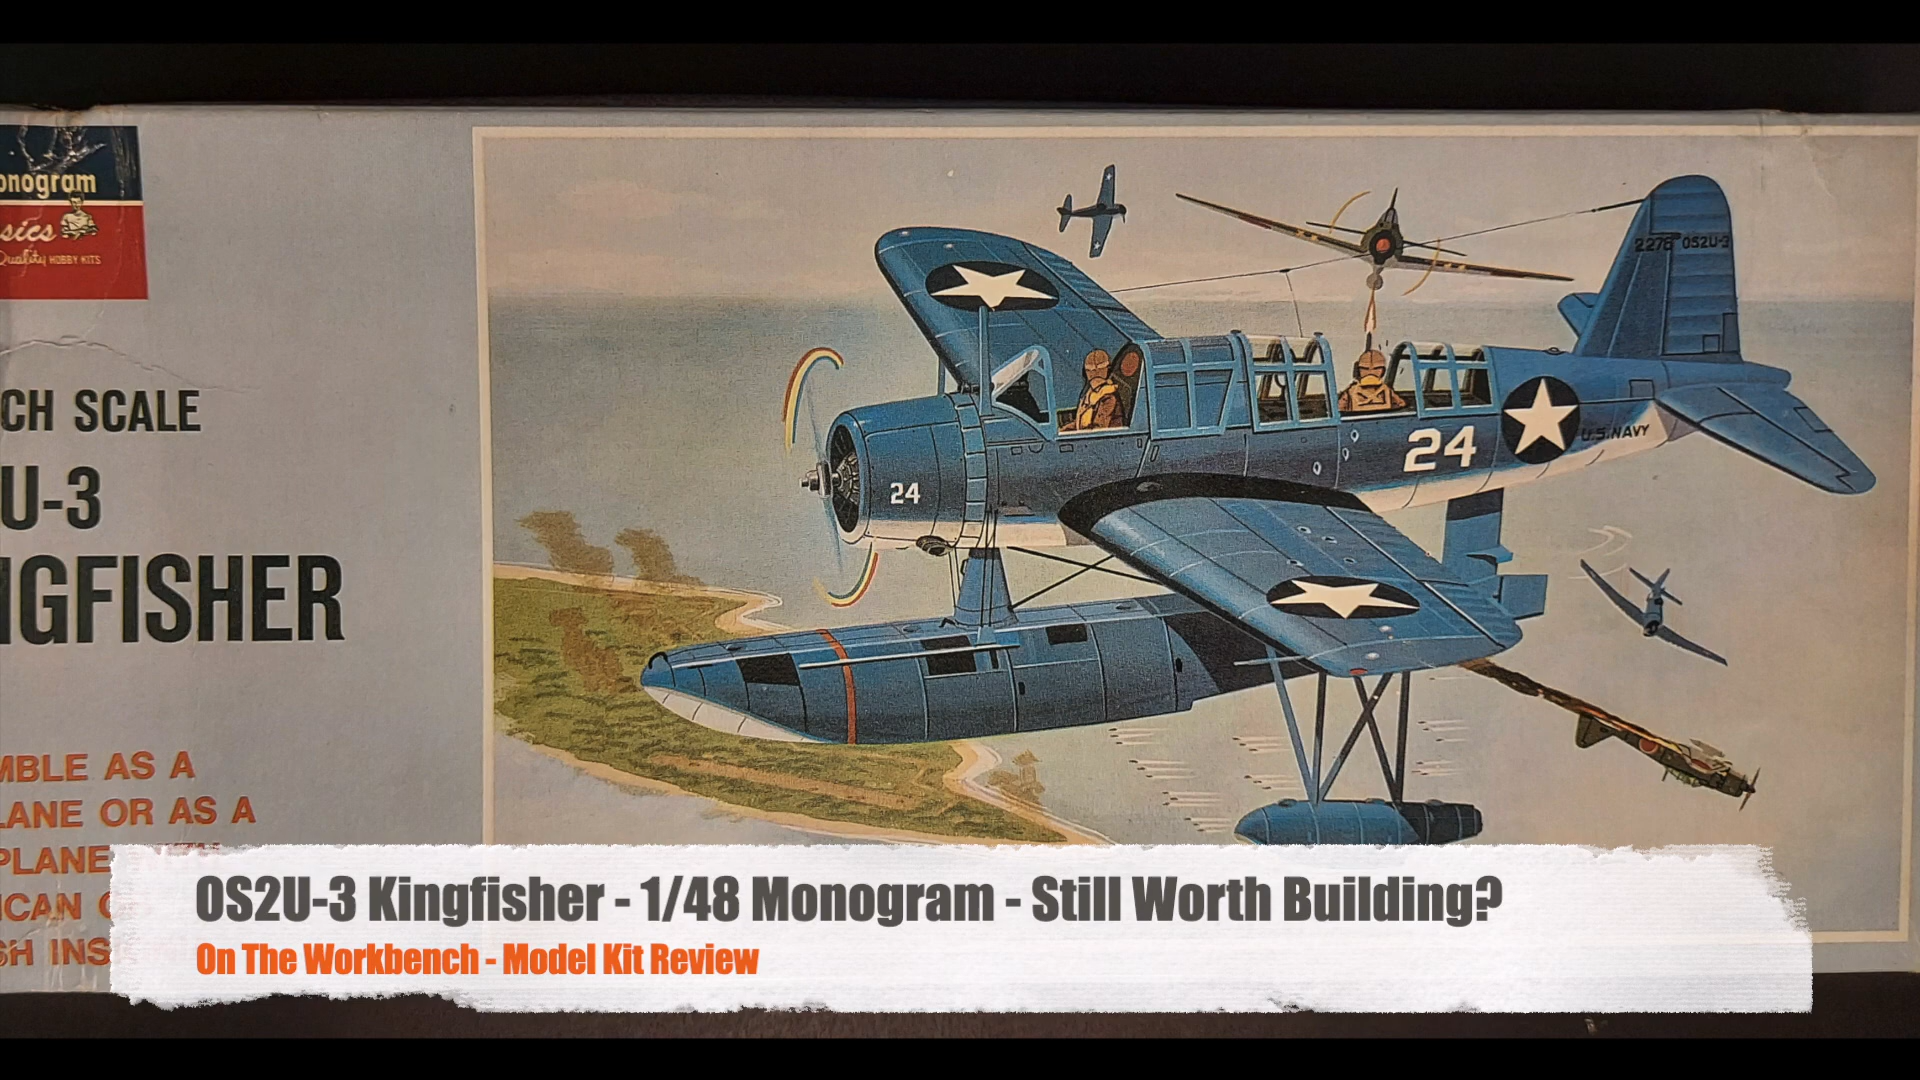 onogram
sics
Quality HOBBY KITS
CH SCALE
U-3
NGFISHER
MBLE AS A
LANE OR AS A
PLANE
ICAN
SH INS
2276 OS2U-3
24
U.S.NAVY
24
OS2U-3 Kingfisher - 1/48 Monogram - Still Worth Building?
On The Workbench - Model Kit Review